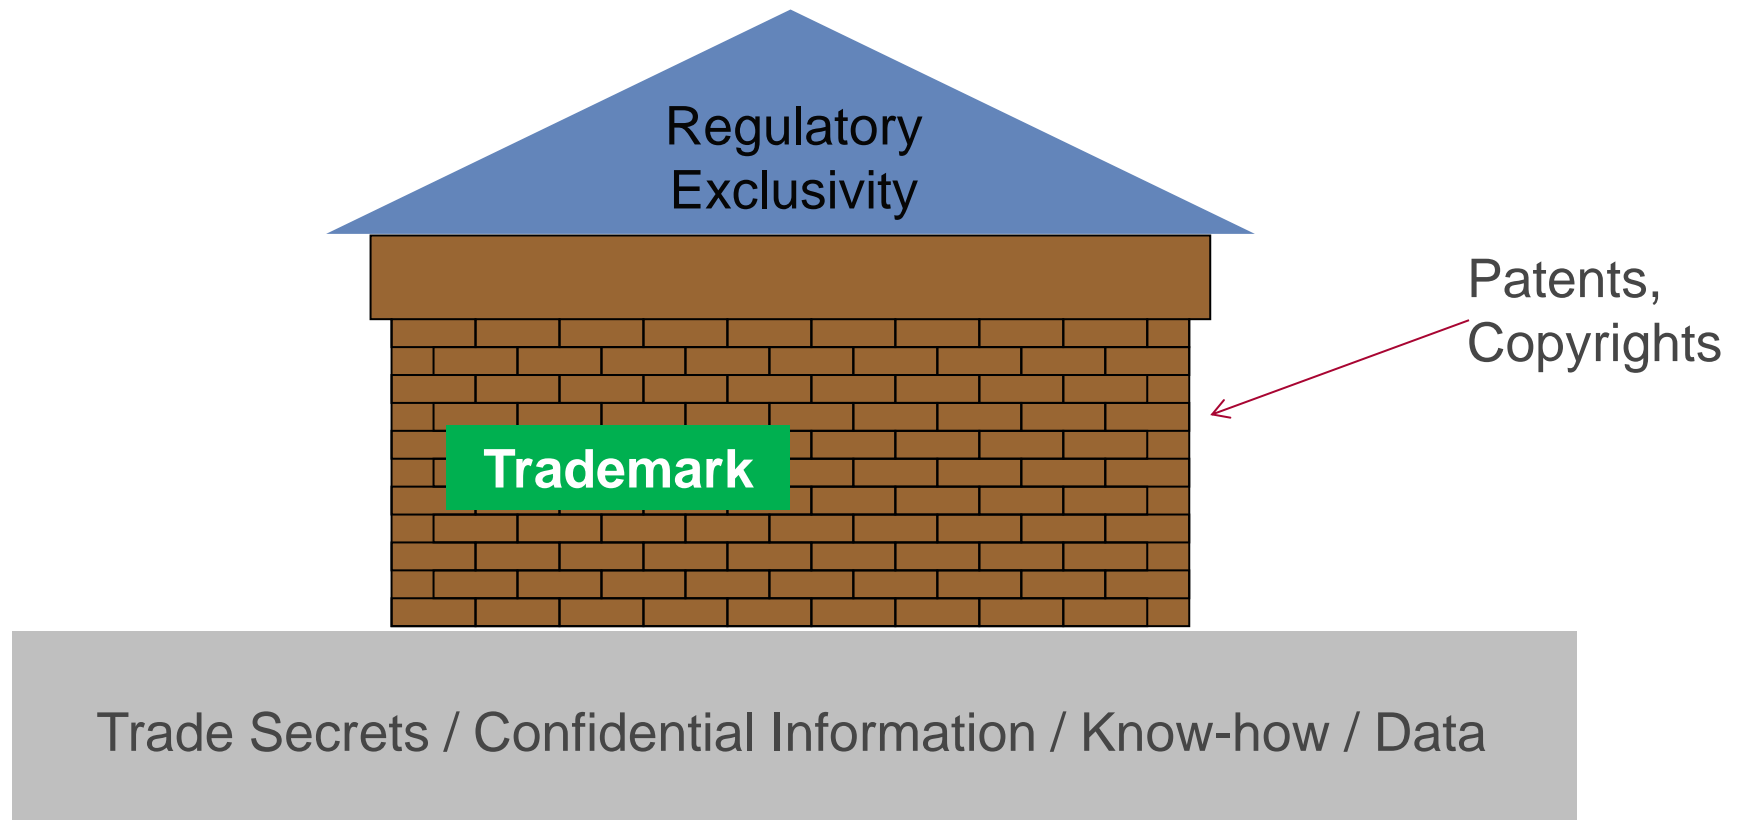 Regulatory
Exclusivity
Patents,
Copyrights
Trademark
Trade Secrets / Confidential Information / Know-how / Data